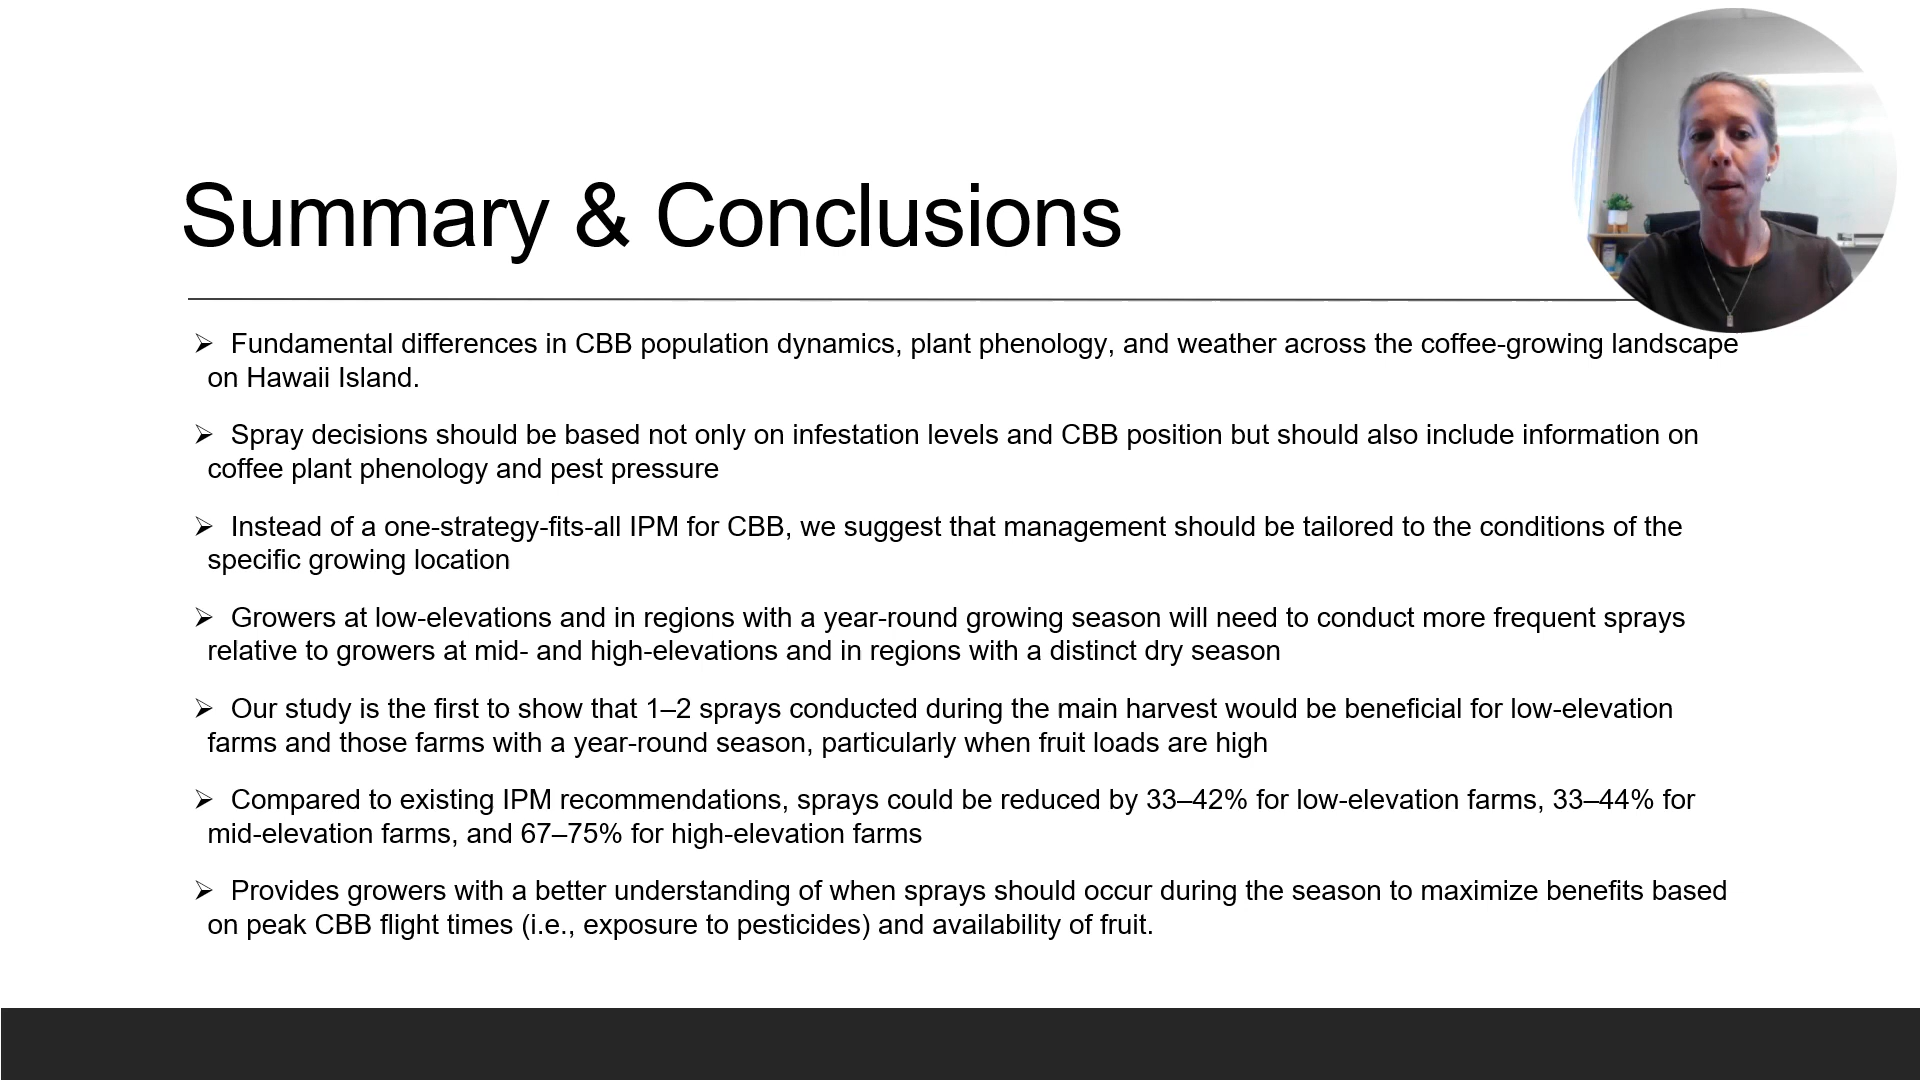 Summary & Conclusions
➢ Fundamental differences in CBB population dynamics, plant phenology, and weather across the coffee-growing landscape
on Hawaii Island.
➢ Spray decisions should be based not only on infestation levels and CBB position but should also include information on
coffee plant phenology and pest pressure
➢ Instead of a one-strategy-fits-all IPM for CBB, we suggest that management should be tailored to the conditions of the
specific growing location
➢ Growers at low-elevations and in regions with a year-round growing season will need to conduct more frequent sprays
relative to growers at mid- and high-elevations and in regions with a distinct dry season
➢ Our study is the first to show that 1–2 sprays conducted during the main harvest would be beneficial for low-elevation
farms and those farms with a year-round season, particularly when fruit loads are high
➢ Compared to existing IPM recommendations, sprays could be reduced by 33–42% for low-elevation farms, 33–44% for
mid-elevation farms, and 67–75% for high-elevation farms
➢ Provides growers with a better understanding of when sprays should occur during the season to maximize benefits based
on peak CBB flight times (i.e., exposure to pesticides) and availability of fruit.